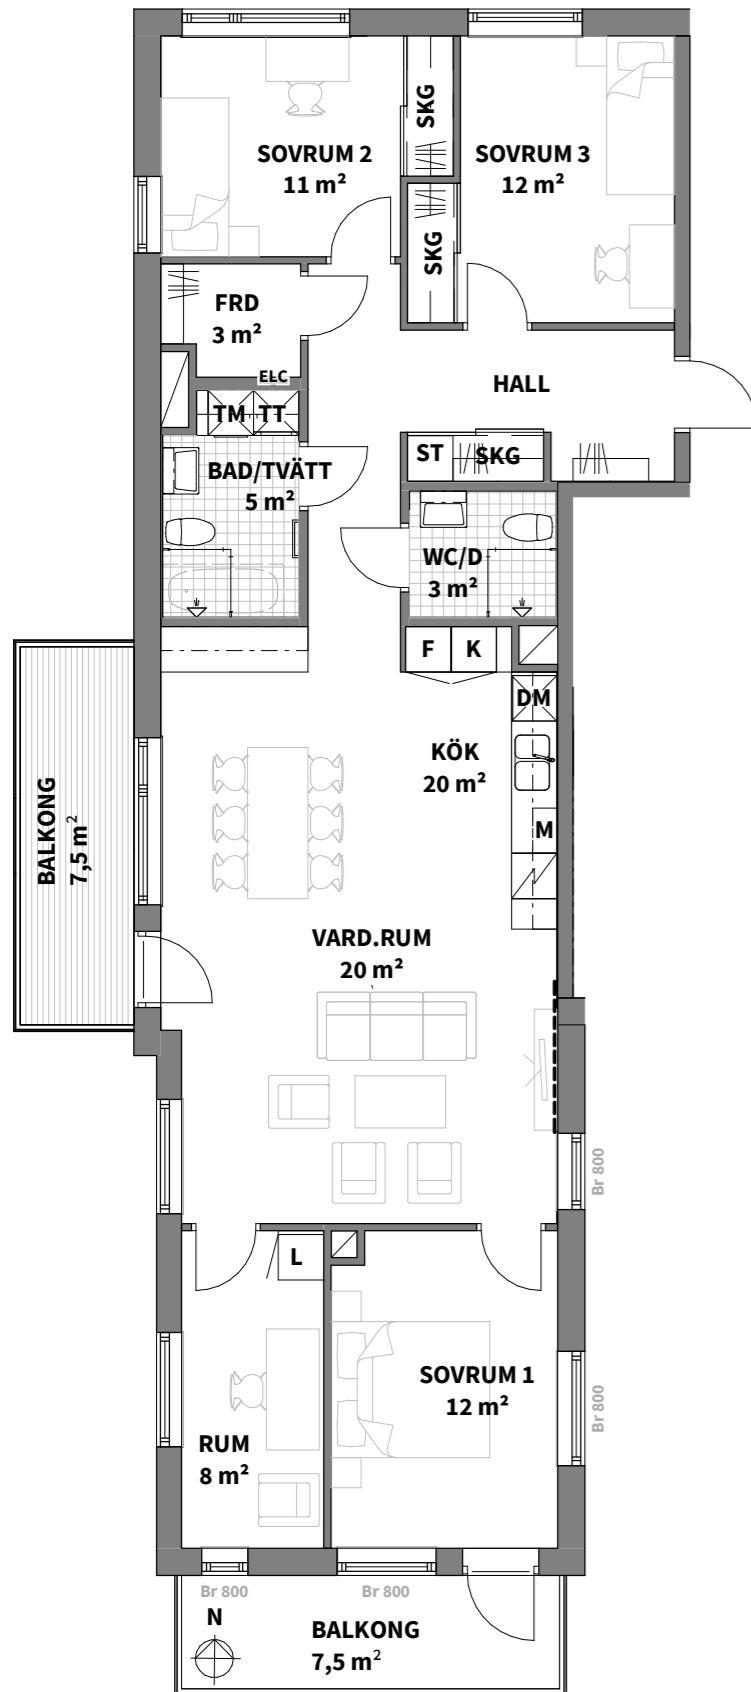 SKG
SOVRUM 2
11 m²
SOVRUM 3
12 m²
SKG
FRD
3 m²
ELC
HALL
TM TT
ST SKG
BAD/TVÄTT
5 m²
WC/D
3 m²
F K
DM
KÖK
20 m²
BALKONG
7,5 m²
M
VARD.RUM
20 m²
Br 800
L
SOVRUM 1
12 m²
Br 800
RUM
8 m²
Br 800
Br 800
N
BALKONG
7,5 m²